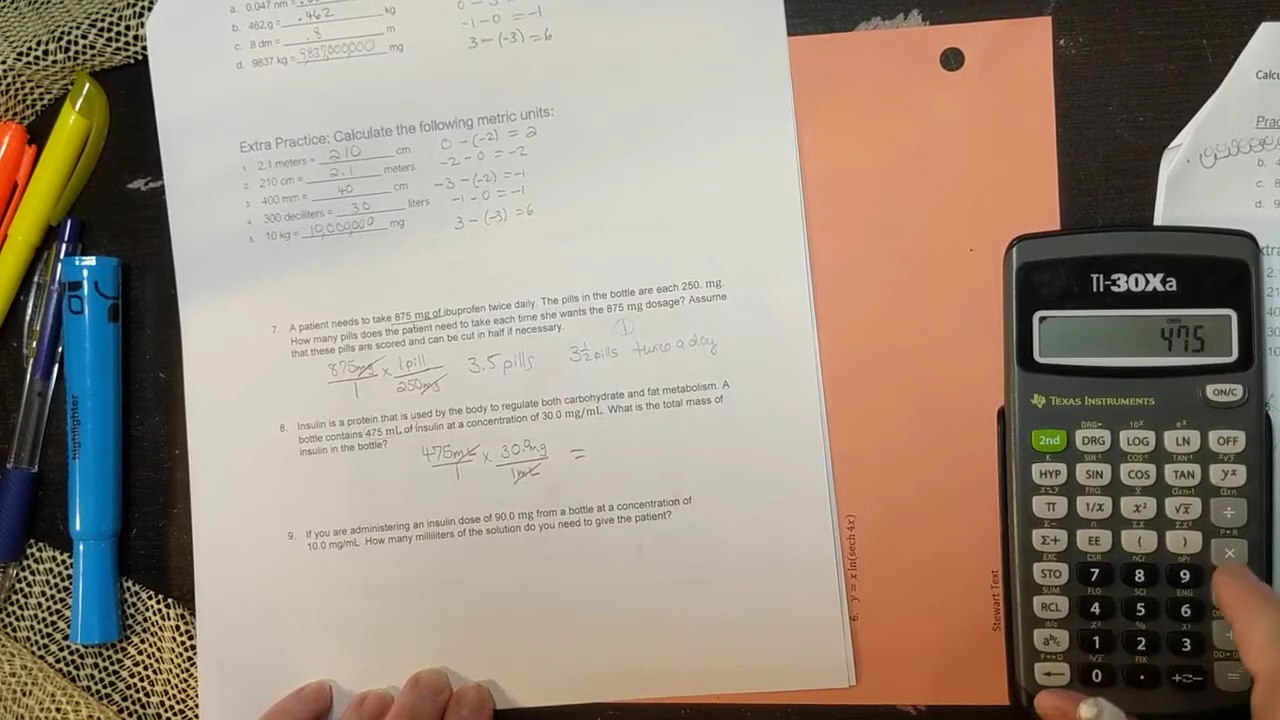 a. 0.047 nm =
b. 462 g = .462 kg
c. 8 dm = .8 m
d. 9837 kg = 9837000000 mg
-1-0 = -1
3-(-3) = 6
Extra Practice: Calculate the following metric units:
1. 2.1 meters = 210 cm 0-(-2) = 2
2. 210 cm = 2.1 meters -2-0 = -2
3. 400 mm = 40 cm -3-(-2) = -1
4. 300 deciliters = 30 liters -1-0 = -1
5. 10 kg = 10,000,000 mg 3-(-3) = 6
7. A patient needs to take 875 mg of ibuprofen twice daily. The pills in the bottle are each 250. mg.
How many pills does the patient need to take each time she wants the 875 mg dosage? Assume
that these pills are scored and can be cut in half if necessary.
875mg/1 x 1pill/250mg 3.5 pills 3½ pills twice a day
8. Insulin is a protein that is used by the body to regulate both carbohydrate and fat metabolism. A
bottle contains 475 mL of insulin at a concentration of 30.0 mg/mL. What is the total mass of
insulin in the bottle?
475mL/1 x 30.0mg/1mL =
9. If you are administering an insulin dose of 90.0 mg from a bottle at a concentration of
10.0 mg/mL How many milliliters of the solution do you need to give the patient?
highlighter
6. y = x ln(sech 4x)
Stewart Text
TI-30Xa
475
TEXAS INSTRUMENTS
ON/C
2nd DRG LOG LN OFF
HYP SIN COS TAN yx
π 1/x x² √x ÷
Σ+ EE ( ) ×
STO 7 8 9
RCL 4 5 6
a b/c 1 2 3 +
← 0 . +⇄- =